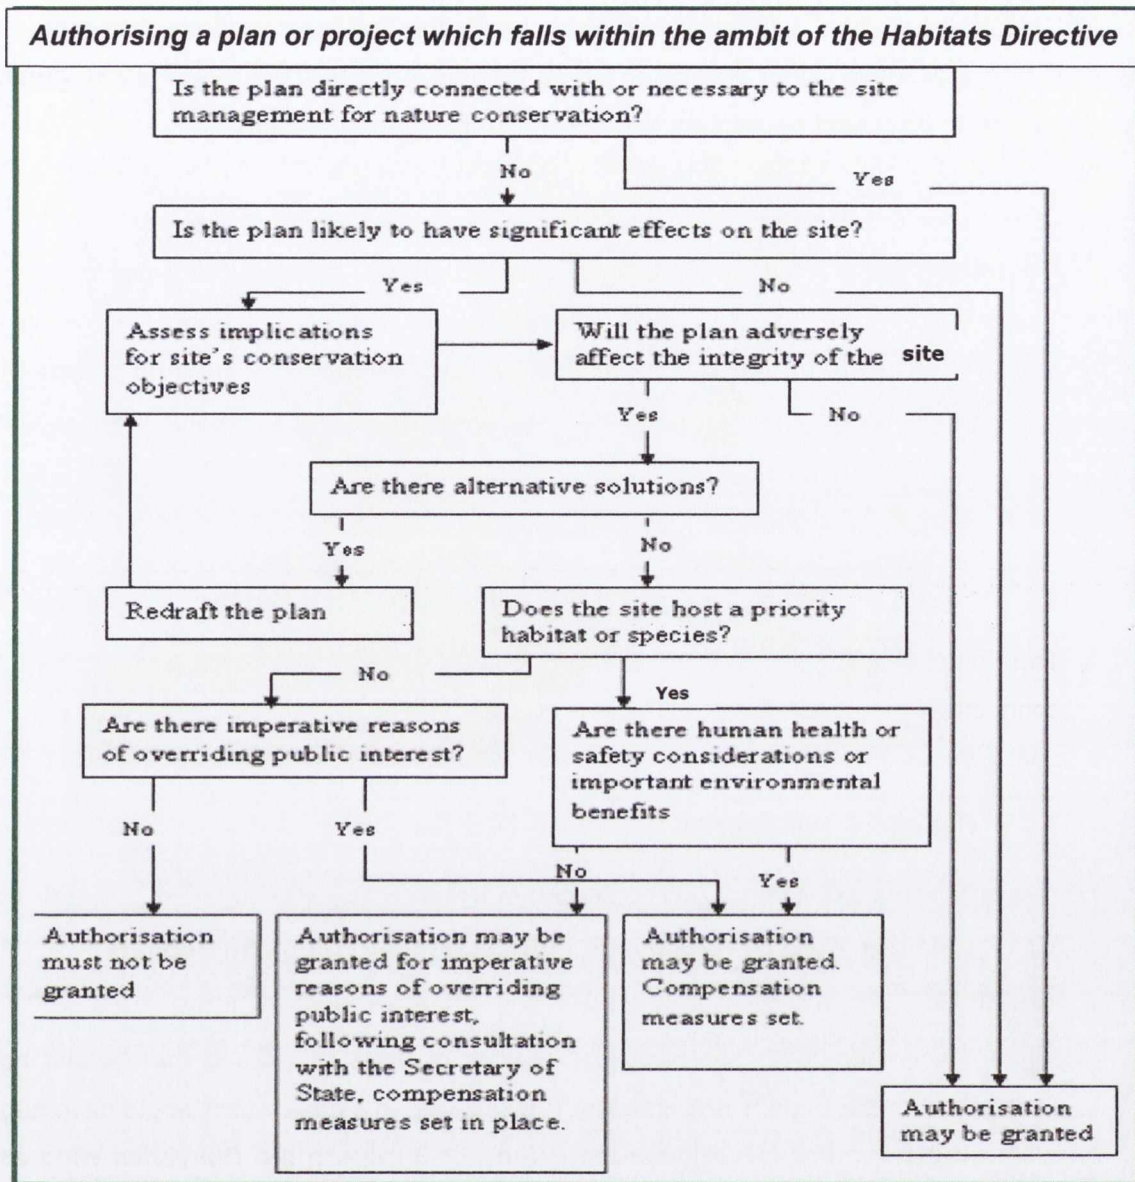 Authorising a plan or project which falls within the ambit of the Habitats Directive
Is the plan directly connected with or necessary to the site
management for nature conservation?
No
Yes
Is the plan likely to have significant effects on the site?
Yes
No
Assess implications
for site's conservation
objectives
Will the plan adversely
affect the integrity of the site
Yes
No
Are there alternative solutions?
Yes
No
Redraft the plan
Does the site host a priority
habitat or species?
No
Yes
Are there imperative reasons
of overriding public interest?
Are there human health or
safety considerations or
important environmental
benefits
No
Yes
No
Yes
Authorisation
must not be
granted
Authorisation may be
granted for imperative
reasons of overriding
public interest,
following consultation
with the Secretary of
State, compensation
measures set in place.
Authorisation
may be granted.
Compensation
measures set.
Authorisation
may be granted